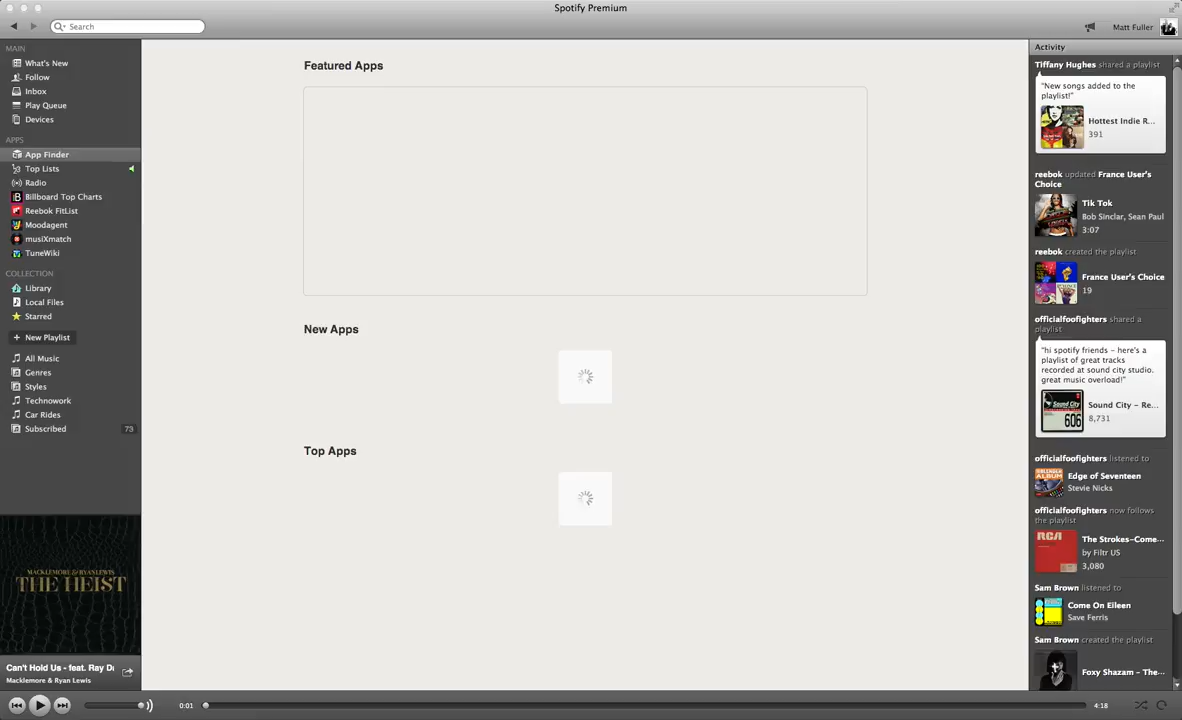 Spotify Premium
Search
Matt Fuller
MAIN
What's New
Follow
Inbox
Play Queue
Devices
APPS
App Finder
Top Lists
Radio
Billboard Top Charts
Reebok FitList
Moodagent
musiXmatch
TuneWiki
COLLECTION
Library
Local Files
Starred
+ New Playlist
All Music
Genres
Styles
Technowork
Car Rides
Subscribed 73
MACKLEMORE & RYAN LEWIS
THE HEIST
Can't Hold Us - feat. Ray D
Macklemore & Ryan Lewis
Featured Apps
New Apps
Top Apps
Activity
Tiffany Hughes shared a playlist
"New songs added to the
playlist!"
Hottest Indie R...
391
reebok updated France User's
Choice
Tik Tok
Bob Sinclar, Sean Paul
3:07
reebok created the playlist
France User's Choice
19
officialfoofighters shared a
playlist
"hi spotify friends - here's a
playlist of great tracks
recorded at sound city studio.
great music overload!"
Sound City
606
Sound City - Re...
8,731
officialfoofighters listened to
Edge of Seventeen
Stevie Nicks
officialfoofighters now follows
the playlist
RCA
The Strokes-Come...
by Filtr US
3,080
Sam Brown listened to
Come On Eileen
Save Ferris
Sam Brown created the playlist
Foxy Shazam - The...
0:01
4:18